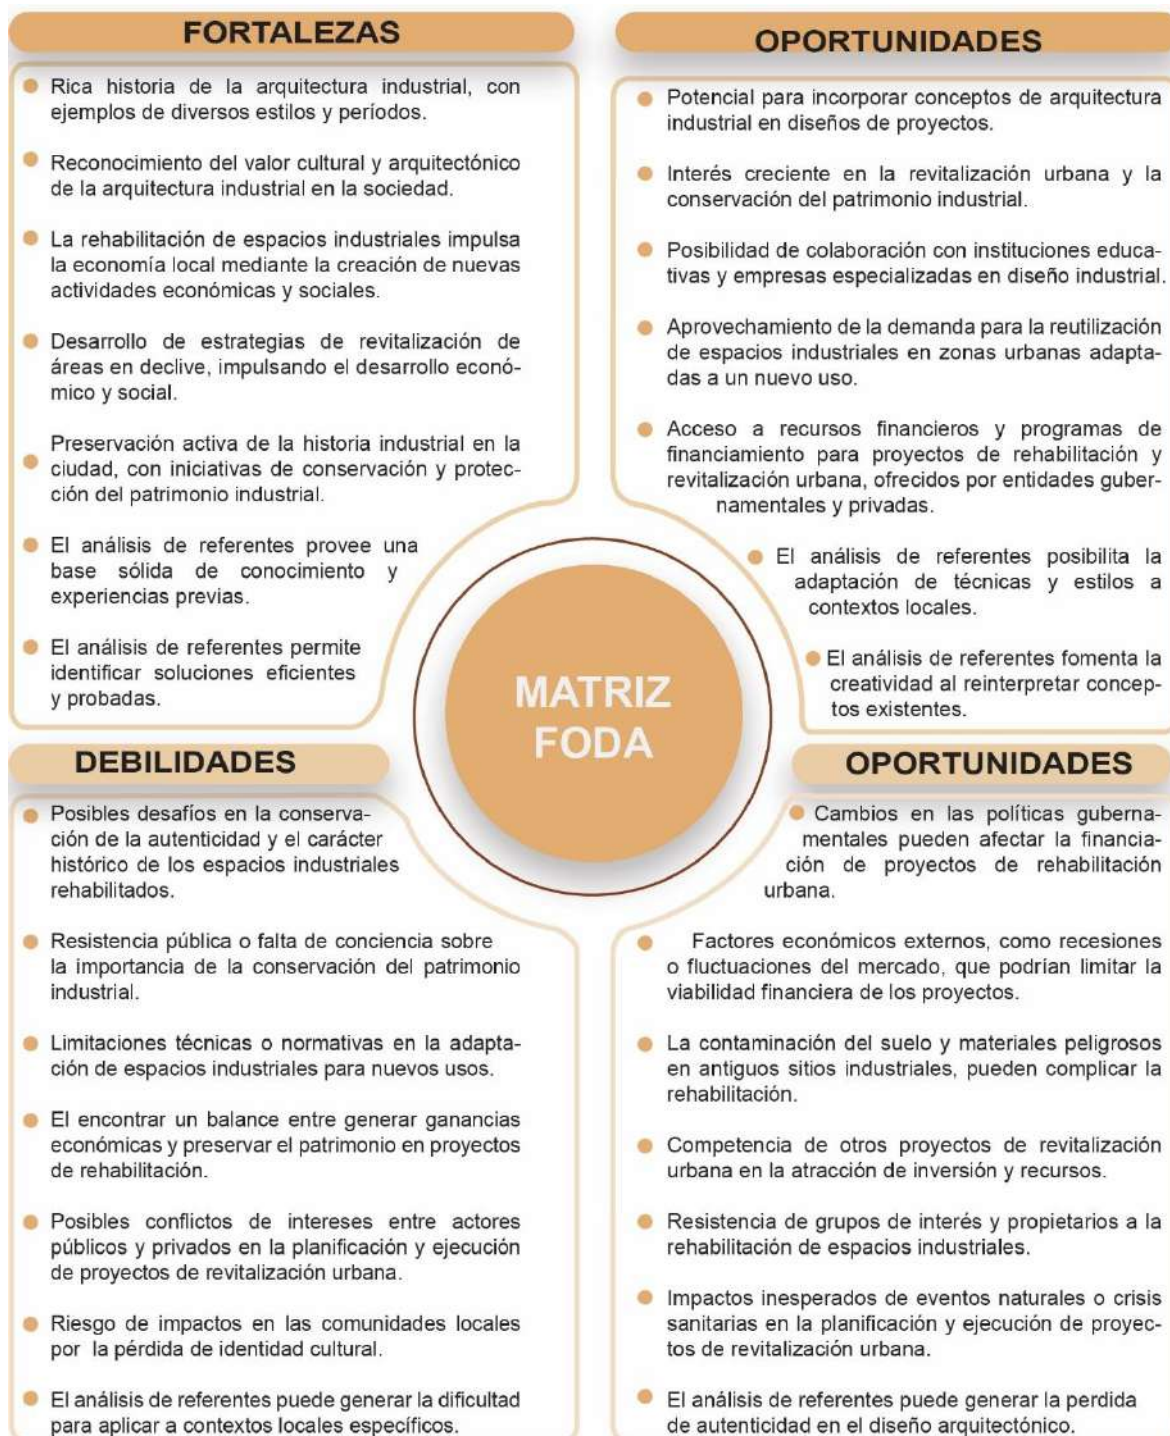 FORTALEZAS
Rica historia de la arquitectura industrial, con
ejemplos de diversos estilos y períodos.
Reconocimiento del valor cultural y arquitectónico
de la arquitectura industrial en la sociedad.
La rehabilitación de espacios industriales impulsa
la economía local mediante la creación de nuevas
actividades económicas y sociales.
Desarrollo de estrategias de revitalización de
áreas en declive, impulsando el desarrollo econó-
mico y social.
Preservación activa de la historia industrial en la
ciudad, con iniciativas de conservación y protec-
ción del patrimonio industrial.
El análisis de referentes provee una
base sólida de conocimiento y
experiencias previas.
El análisis de referentes permite
identificar soluciones eficientes
y probadas.
OPORTUNIDADES
Potencial para incorporar conceptos de arquitectura
industrial en diseños de proyectos.
Interés creciente en la revitalización urbana y la
conservación del patrimonio industrial.
Posibilidad de colaboración con instituciones educa-
tivas y empresas especializadas en diseño industrial.
Aprovechamiento de la demanda para la reutilización
de espacios industriales en zonas urbanas adapta-
das a un nuevo uso.
Acceso a recursos financieros y programas de
financiamiento para proyectos de rehabilitación y
revitalización urbana, ofrecidos por entidades guber-
namentales y privadas.
El análisis de referentes posibilita la
adaptación de técnicas y estilos a
contextos locales.
El análisis de referentes fomenta la
creatividad al reinterpretar concep-
tos existentes.
MATRIZ
FODA
DEBILIDADES
Posibles desafíos en la conserva-
ción de la autenticidad y el carácter
histórico de los espacios industriales
rehabilitados.
Resistencia pública o falta de conciencia sobre
la importancia de la conservación del patrimonio
industrial.
Limitaciones técnicas o normativas en la adapta-
ción de espacios industriales para nuevos usos.
El encontrar un balance entre generar ganancias
económicas y preservar el patrimonio en proyectos
de rehabilitación.
Posibles conflictos de intereses entre actores
públicos y privados en la planificación y ejecución
de proyectos de revitalización urbana.
Riesgo de impactos en las comunidades locales
por la pérdida de identidad cultural.
El análisis de referentes puede generar la dificultad
para aplicar a contextos locales específicos.
OPORTUNIDADES
Cambios en las políticas guberna-
mentales pueden afectar la financia-
ción de proyectos de rehabilitación
urbana.
Factores económicos externos, como recesiones
o fluctuaciones del mercado, que podrían limitar la
viabilidad financiera de los proyectos.
La contaminación del suelo y materiales peligrosos
en antiguos sitios industriales, pueden complicar la
rehabilitación.
Competencia de otros proyectos de revitalización
urbana en la atracción de inversión y recursos.
Resistencia de grupos de interés y propietarios a la
rehabilitación de espacios industriales.
Impactos inesperados de eventos naturales o crisis
sanitarias en la planificación y ejecución de proyec-
tos de revitalización urbana.
El análisis de referentes puede generar la perdida
de autenticidad en el diseño arquitectónico.